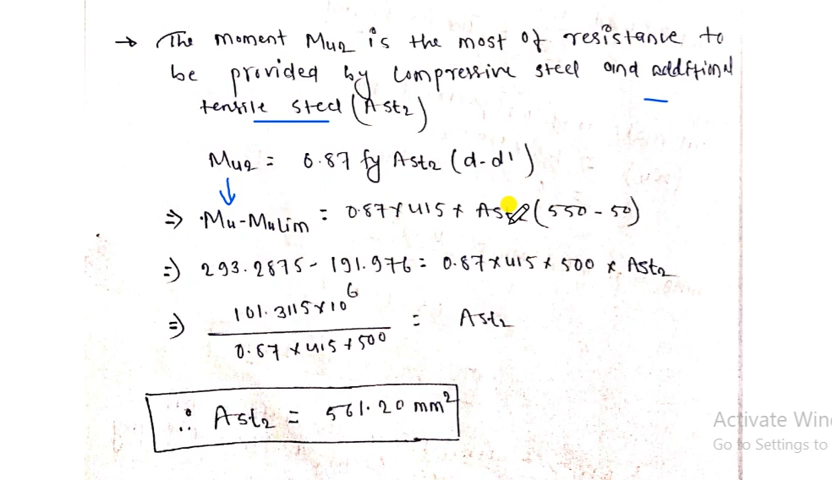 → The moment Mu2 is the most of resistance to
be provided by compressive steel and additional
tensile steel (Ast2)
Mu2 = 0.87 fy Ast2 (d-d')
⇒ Mu-Mulim = 0.87 × 415 × Ast2 (550 - 50)
⇒ 293.2875 - 191.976 = 0.87 × 415 × 500 × Ast2
⇒ 101.3115 × 10^6 / 0.87 × 415 × 500 = Ast2
∴ Ast2 = 561.20 mm²
Activate Win
Go to Settings to